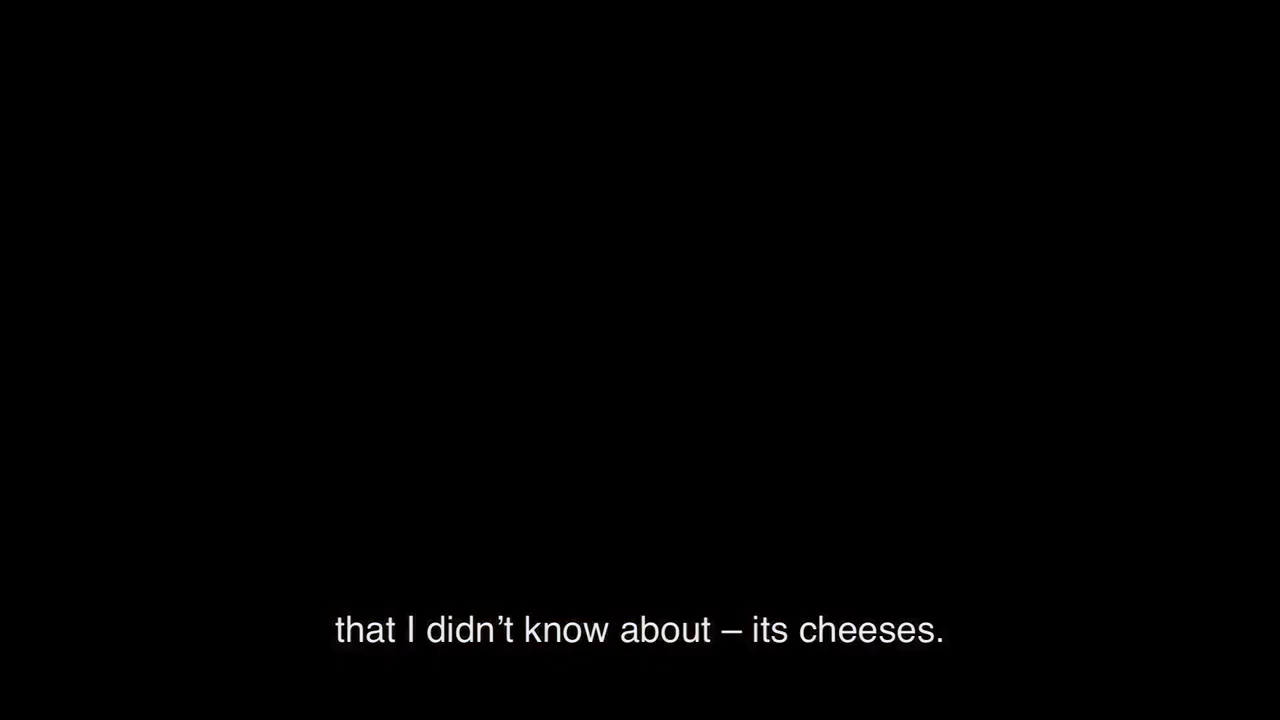 that I didn’t know about – its cheeses.